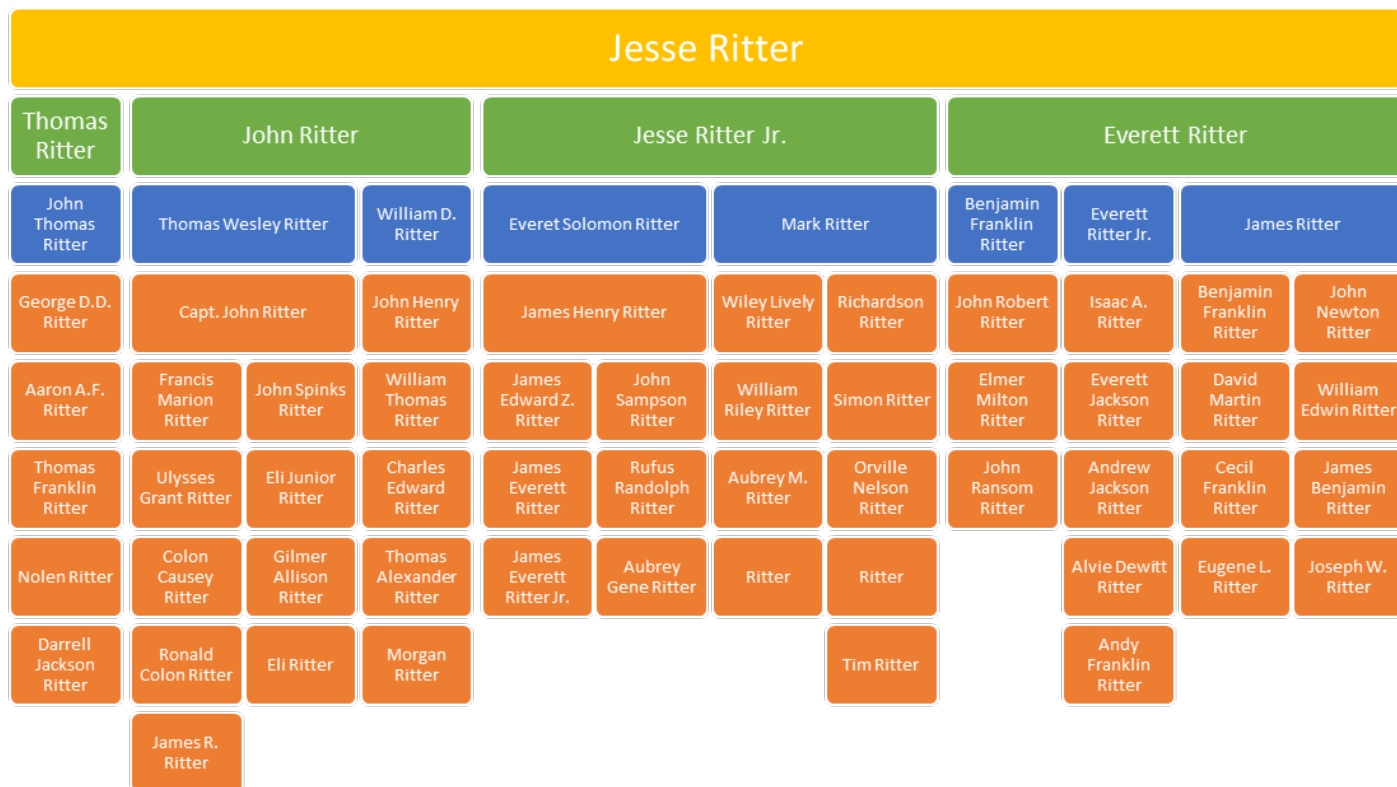 Jesse Ritter
Thomas
Ritter
John Ritter
Jesse Ritter Jr.
Everett Ritter
John
Thomas
Ritter
Thomas Wesley Ritter
William D.
Ritter
Everet Solomon Ritter
Mark Ritter
Benjamin
Franklin
Ritter
Everett
Ritter Jr.
James Ritter
George D.D.
Ritter
Capt. John Ritter
John Henry
Ritter
James Henry Ritter
Wiley Lively
Ritter
Richardson
Ritter
John Robert
Ritter
Isaac A.
Ritter
Benjamin
Franklin
Ritter
John
Newton
Ritter
Aaron A.F.
Ritter
Francis
Marion
Ritter
John Spinks
Ritter
William
Thomas
Ritter
James
Edward Z.
Ritter
John
Sampson
Ritter
William
Riley Ritter
Simon Ritter
Elmer
Milton
Ritter
Everett
Jackson
Ritter
David
Martin
Ritter
William
Edwin Ritter
Thomas
Franklin
Ritter
Ulysses
Grant Ritter
Eli Junior
Ritter
Charles
Edward
Ritter
James
Everett
Ritter
Rufus
Randolph
Ritter
Aubrey M.
Ritter
Orville
Nelson
Ritter
John
Ransom
Ritter
Andrew
Jackson
Ritter
Cecil
Franklin
Ritter
James
Benjamin
Ritter
Nolen Ritter
Colon
Causey
Ritter
Gilmer
Allison
Ritter
Thomas
Alexander
Ritter
James
Everett
Ritter Jr.
Aubrey
Gene Ritter
Ritter
Ritter
Alvie Dewitt
Ritter
Eugene L.
Ritter
Joseph W.
Ritter
Darrell
Jackson
Ritter
Ronald
Colon Ritter
Eli Ritter
Morgan
Ritter
Tim Ritter
Andy
Franklin
Ritter
James R.
Ritter